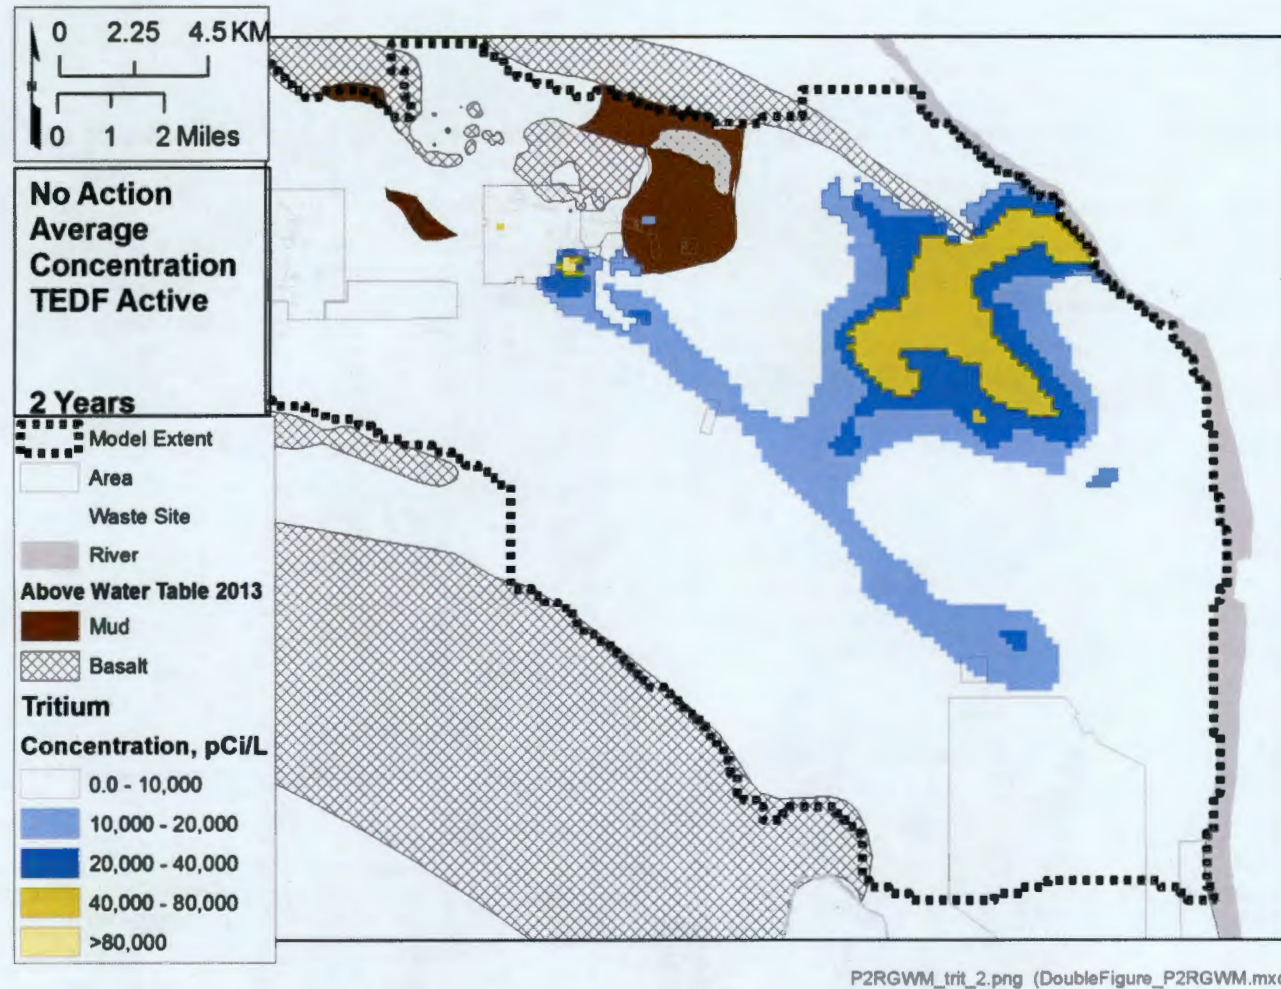 0 2.25 4.5 KM
N
0 1 2 Miles
No Action
Average
Concentration
TEDF Active
2 Years
Model Extent
Area
Waste Site
River
Above Water Table 2013
Mud
Basalt
Tritium
Concentration, pCi/L
0.0 - 10,000
10,000 - 20,000
20,000 - 40,000
40,000 - 80,000
>80,000
P2RGWM_trit_2.png (DoubleFigure_P2RGWM.mxd